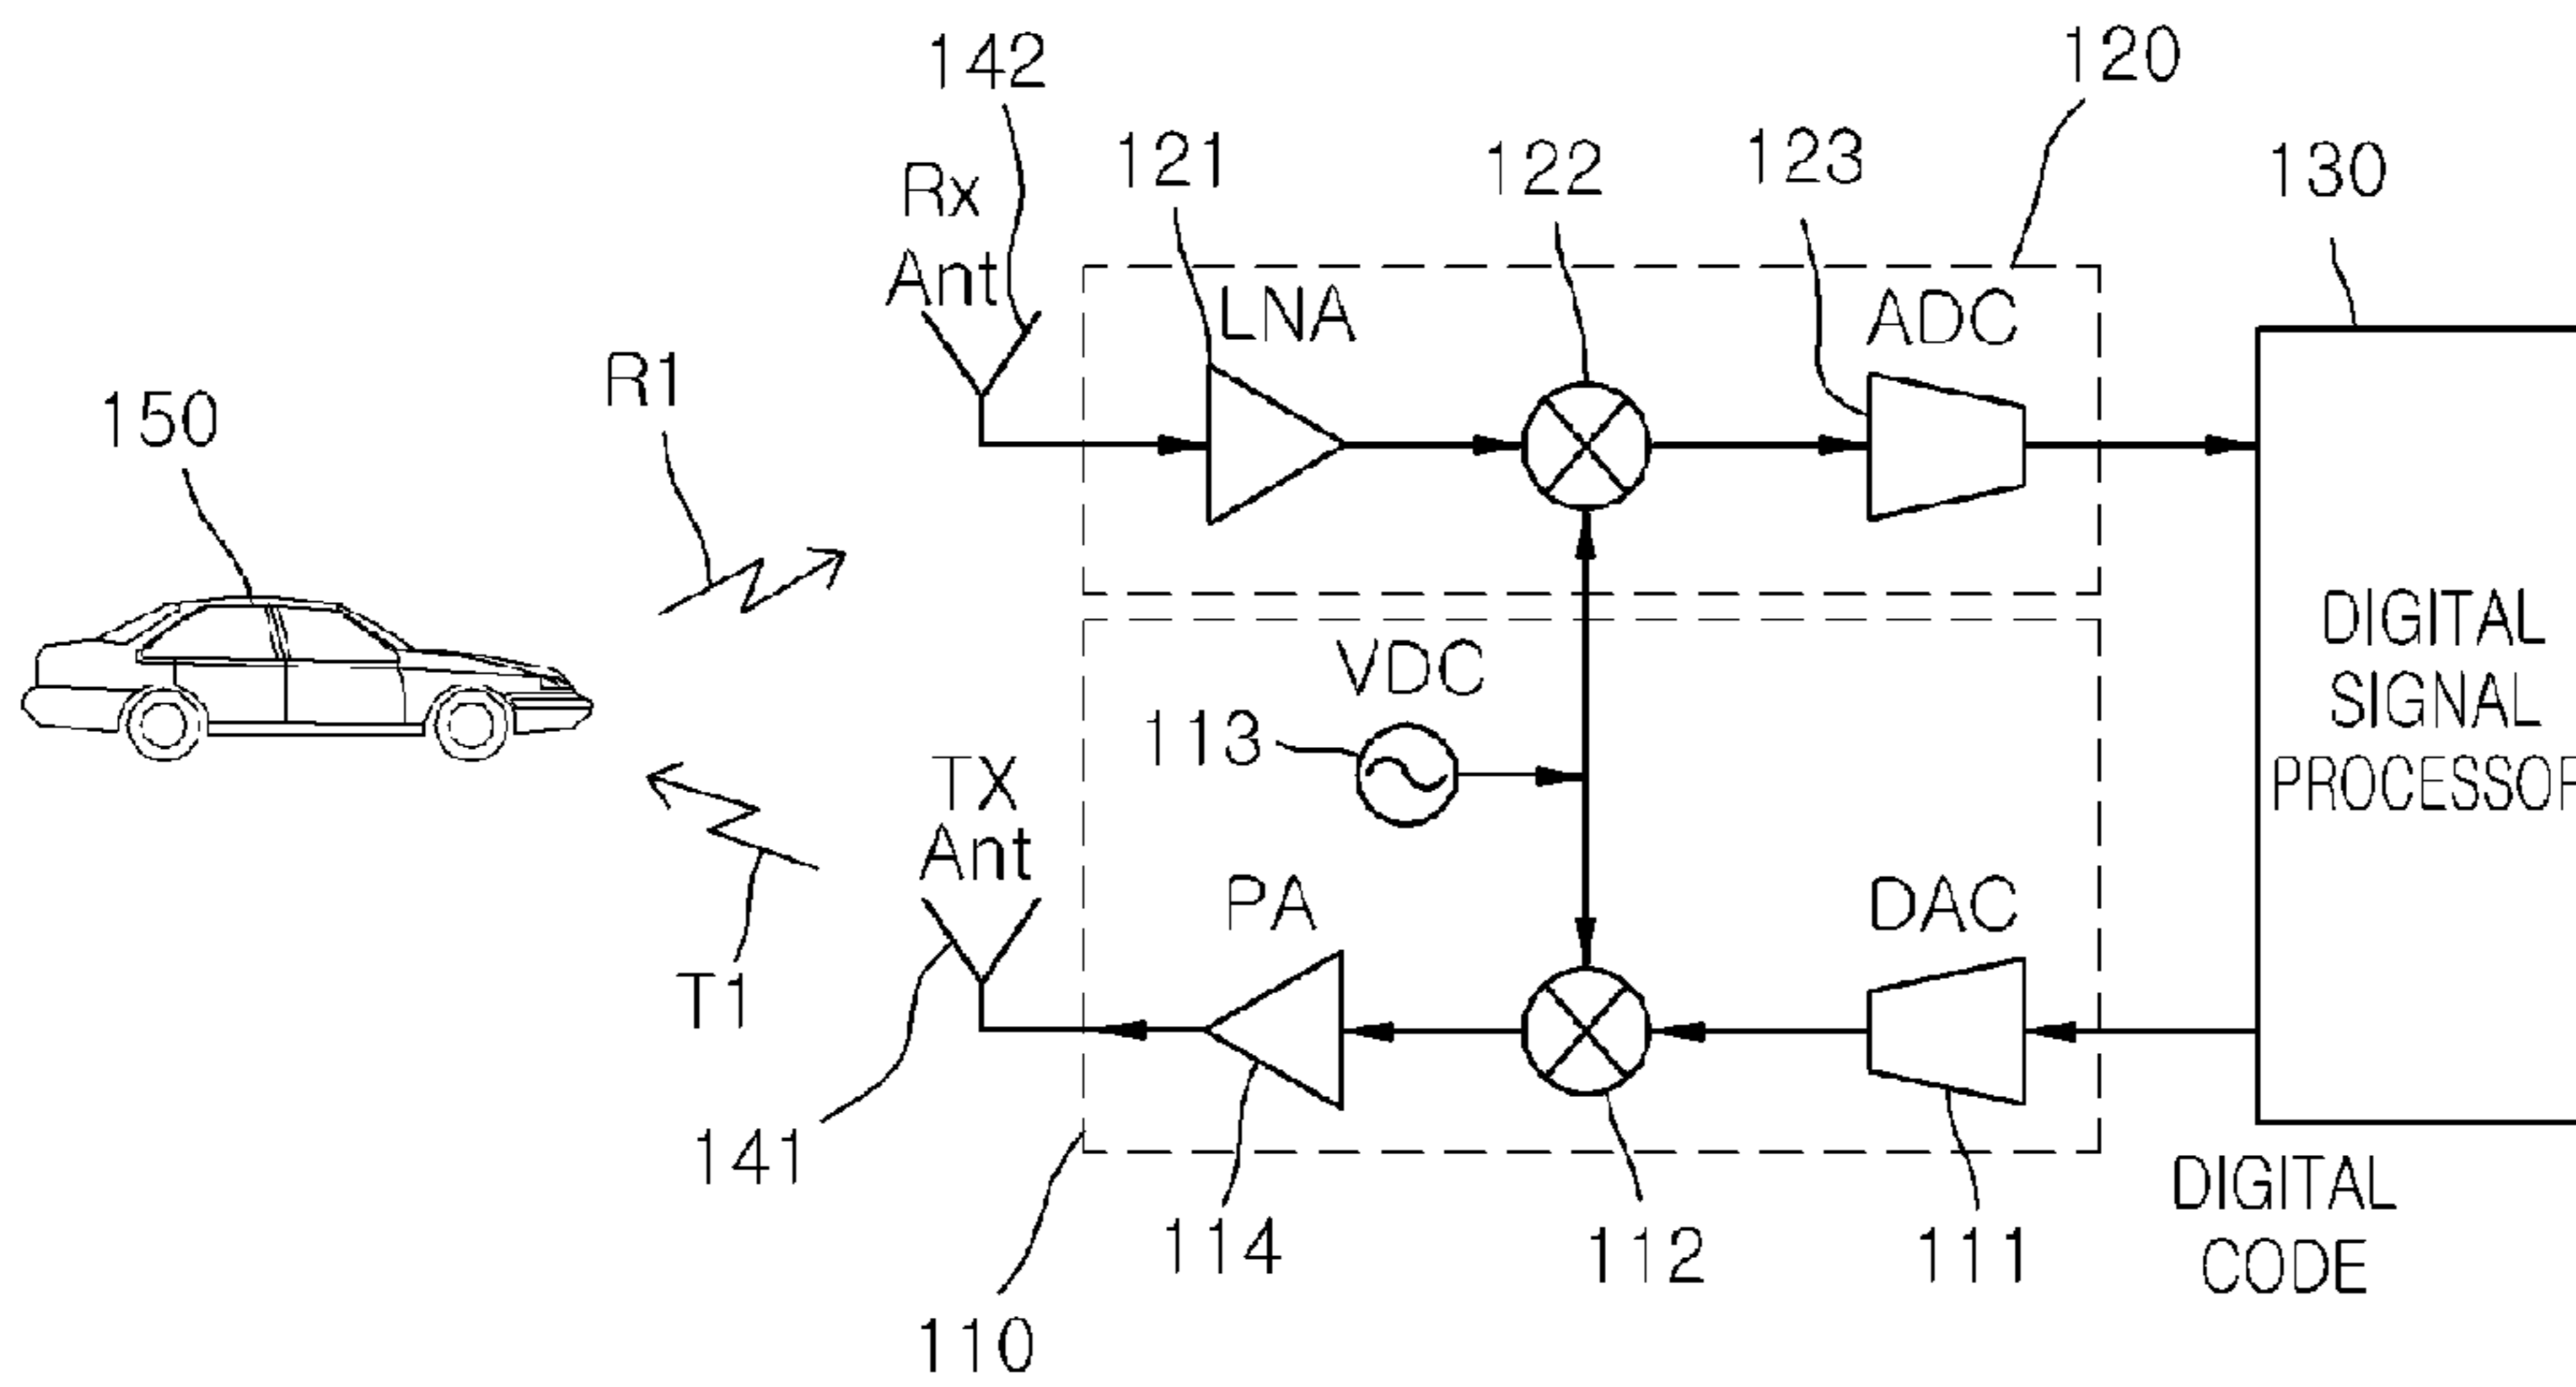 142
120
121
122
123
130
Rx
Ant
LNA
ADC
R1
150
DIGITAL
SIGNAL
PROCESSOR
VDC
113
TX
Ant
PA
DAC
T1
141
114
112
111
DIGITAL
CODE
110